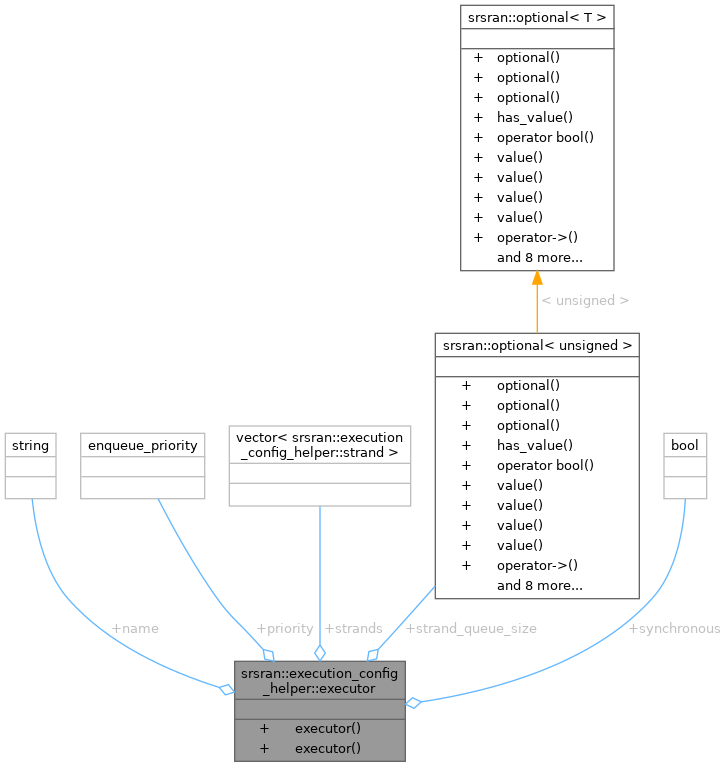 srsran::optional< T >
+ optional()
+ optional()
+ optional()
+ has_value()
+ operator bool()
+ value()
+ value()
+ value()
+ value()
+ operator->()
and 8 more...
< unsigned >
srsran::optional< unsigned >
+ optional()
+ optional()
+ optional()
+ has_value()
+ operator bool()
+ value()
+ value()
+ value()
+ value()
+ operator->()
and 8 more...
string
enqueue_priority
vector< srsran::execution
_config_helper::strand >
bool
+name
+priority
+strands
+strand_queue_size
+synchronous
srsran::execution_config
_helper::executor
+ executor()
+ executor()